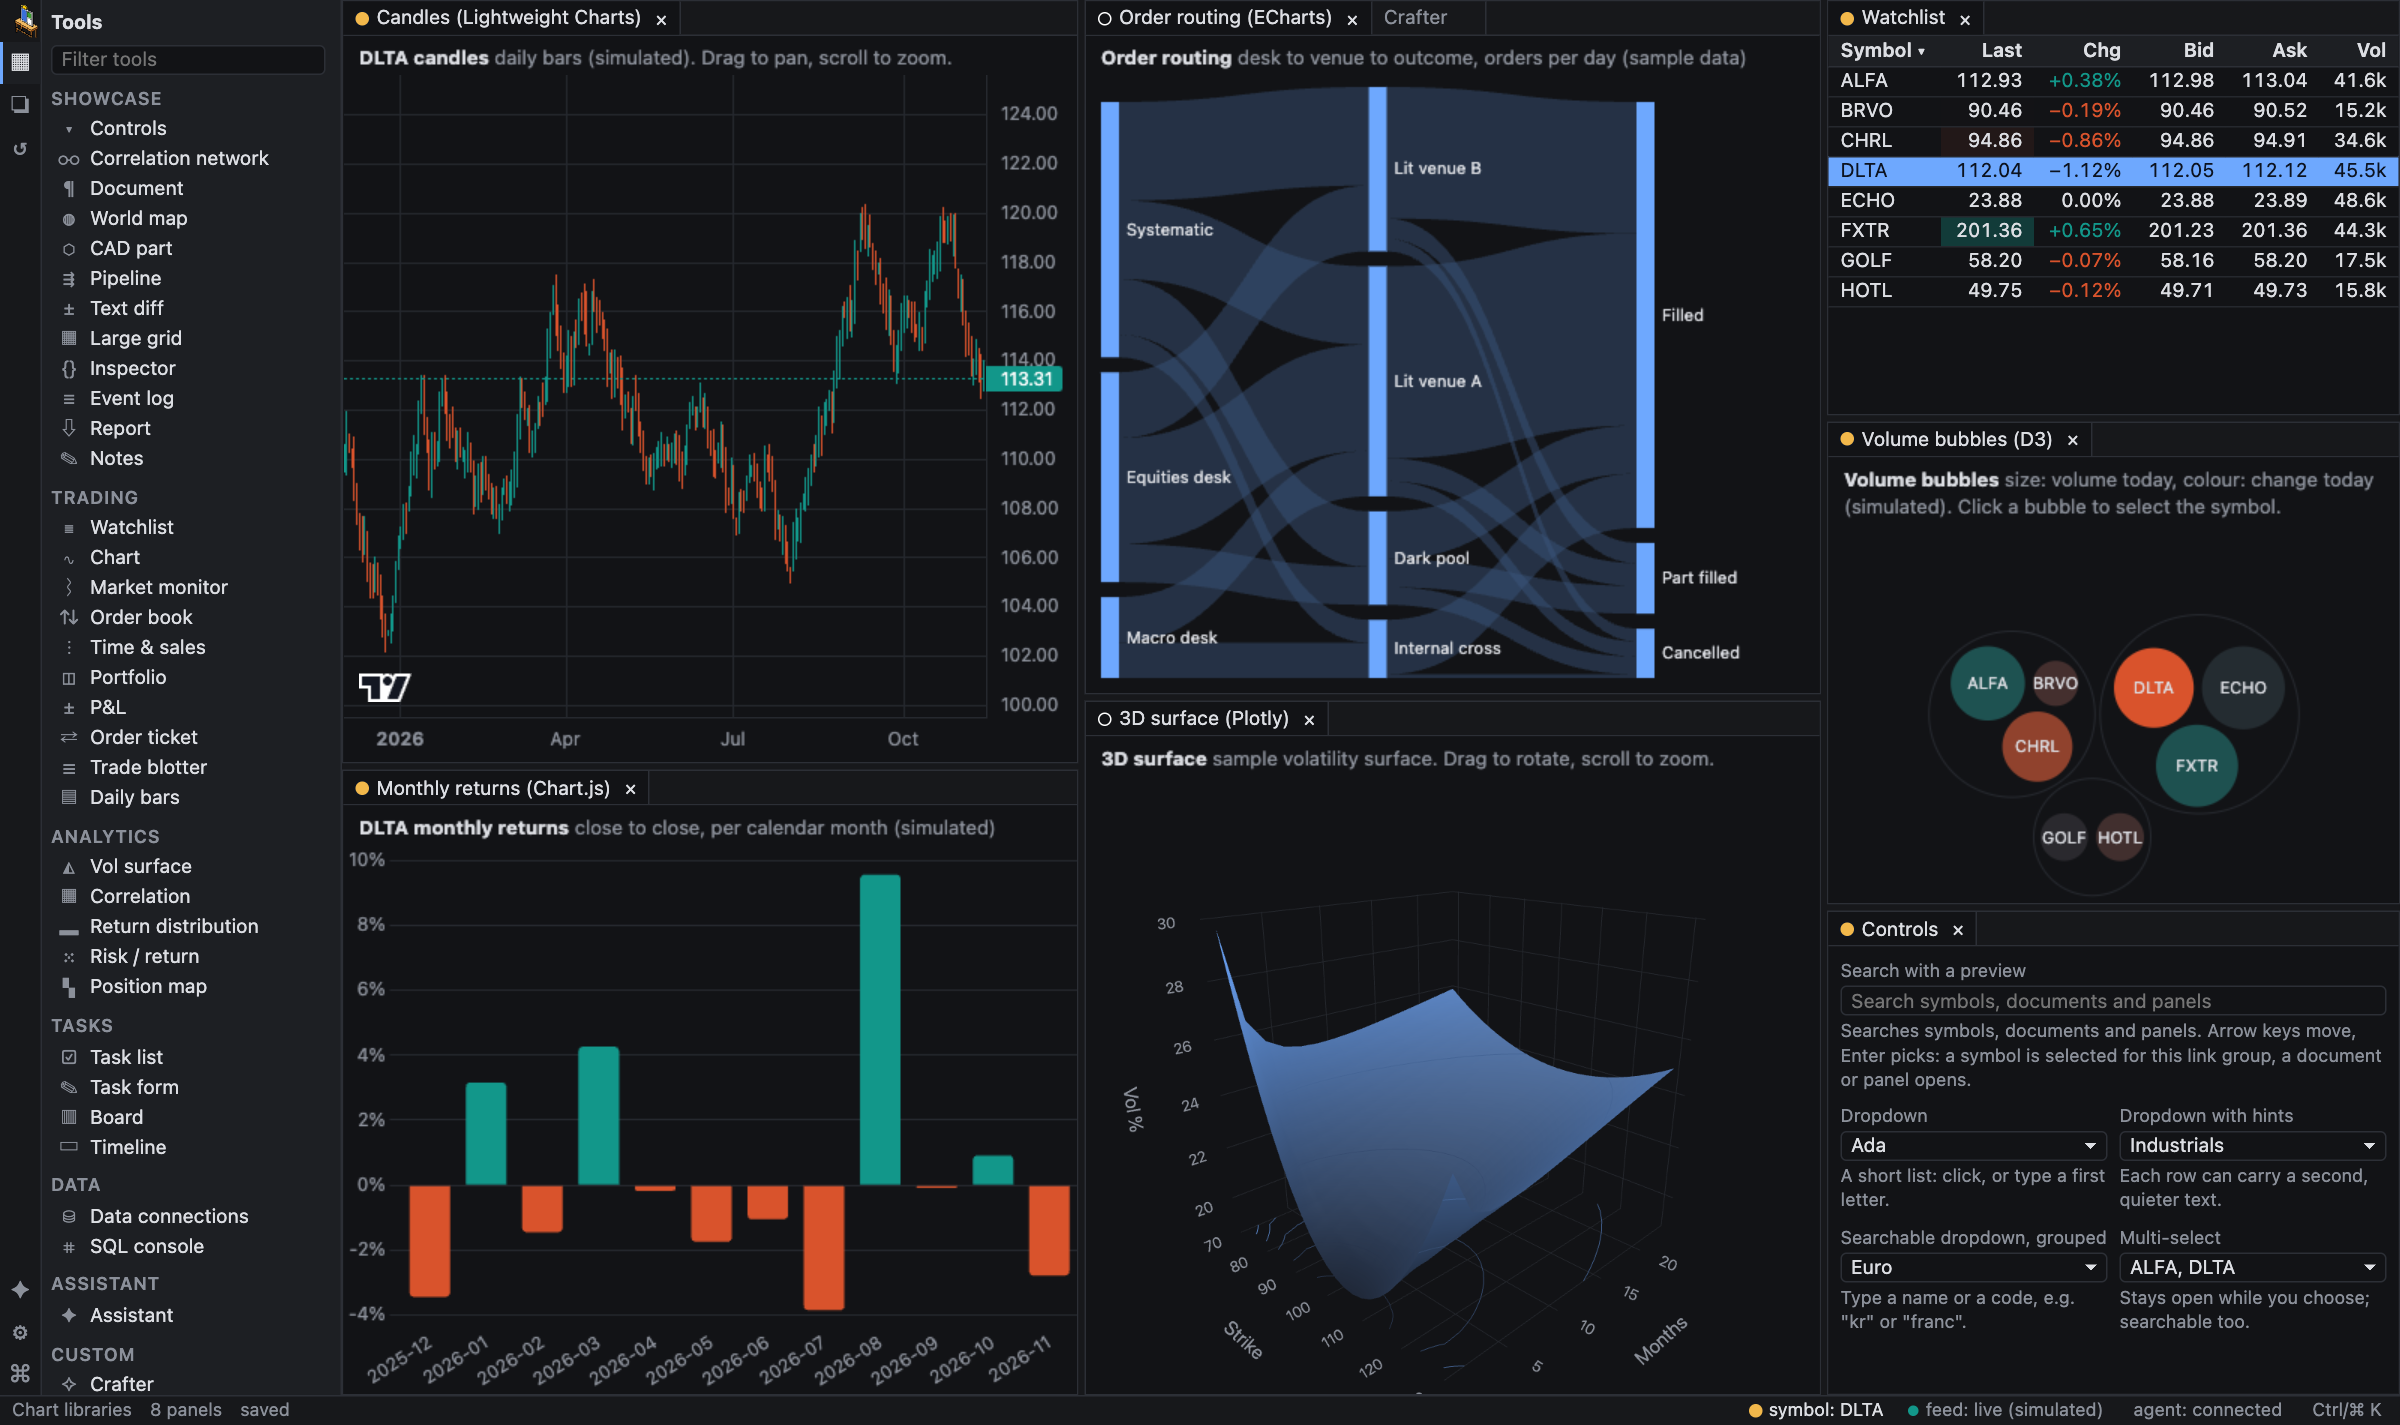 Tools
Filter tools
SHOWCASE
Controls
Correlation network
Document
World map
CAD part
Pipeline
Text diff
Large grid
Inspector
Event log
Report
Notes
TRADING
Watchlist
Chart
Market monitor
Order book
Time & sales
Portfolio
P&L
Order ticket
Trade blotter
Daily bars
ANALYTICS
Vol surface
Correlation
Return distribution
Risk / return
Position map
TASKS
Task list
Task form
Board
Timeline
DATA
Data connections
SQL console
ASSISTANT
Assistant
CUSTOM
Crafter
Candles (Lightweight Charts) ×
DLTA candles daily bars (simulated). Drag to pan, scroll to zoom.
124.00
122.00
120.00
118.00
116.00
114.00
113.31
112.00
110.00
108.00
106.00
104.00
102.00
100.00
2026 Apr Jul Oct
Monthly returns (Chart.js) ×
DLTA monthly returns close to close, per calendar month (simulated)
10%
8%
6%
4%
2%
0%
-2%
-4%
2025-12 2026-01 2026-02 2026-03 2026-04 2026-05 2026-06 2026-07 2026-08 2026-09 2026-10 2026-11
Order routing (ECharts) × Crafter
Order routing desk to venue to outcome, orders per day (sample data)
Systematic
Equities desk
Macro desk
Lit venue B
Lit venue A
Dark pool
Internal cross
Filled
Part filled
Cancelled
3D surface (Plotly) ×
3D surface sample volatility surface. Drag to rotate, scroll to zoom.
30
28
26
24
22
20
Vol %
70
80
90
100
110
120
Strike
5
10
15
20
Months
Watchlist ×
Symbol ▾ Last Chg Bid Ask Vol
ALFA 112.93 +0.38% 112.98 113.04 41.6k
BRVO 90.46 −0.19% 90.46 90.52 15.2k
CHRL 94.86 −0.86% 94.86 94.91 34.6k
DLTA 112.04 −1.12% 112.05 112.12 45.5k
ECHO 23.88 0.00% 23.88 23.89 48.6k
FXTR 201.36 +0.65% 201.23 201.36 44.3k
GOLF 58.20 −0.07% 58.16 58.20 17.5k
HOTL 49.75 −0.12% 49.71 49.73 15.8k
Volume bubbles (D3) ×
Volume bubbles size: volume today, colour: change today
(simulated). Click a bubble to select the symbol.
ALFA
BRVO
CHRL
DLTA
ECHO
FXTR
GOLF
HOTL
Controls ×
Search with a preview
Search symbols, documents and panels
Searches symbols, documents and panels. Arrow keys move,
Enter picks: a symbol is selected for this link group, a document
or panel opens.
Dropdown
Ada
A short list: click, or type a first
letter.
Dropdown with hints
Industrials
Each row can carry a second,
quieter text.
Searchable dropdown, grouped
Euro
Type a name or a code, e.g.
"kr" or "franc".
Multi-select
ALFA, DLTA
Stays open while you choose;
searchable too.
Chart libraries 8 panels saved
symbol: DLTA feed: live (simulated) agent: connected Ctrl/⌘ K